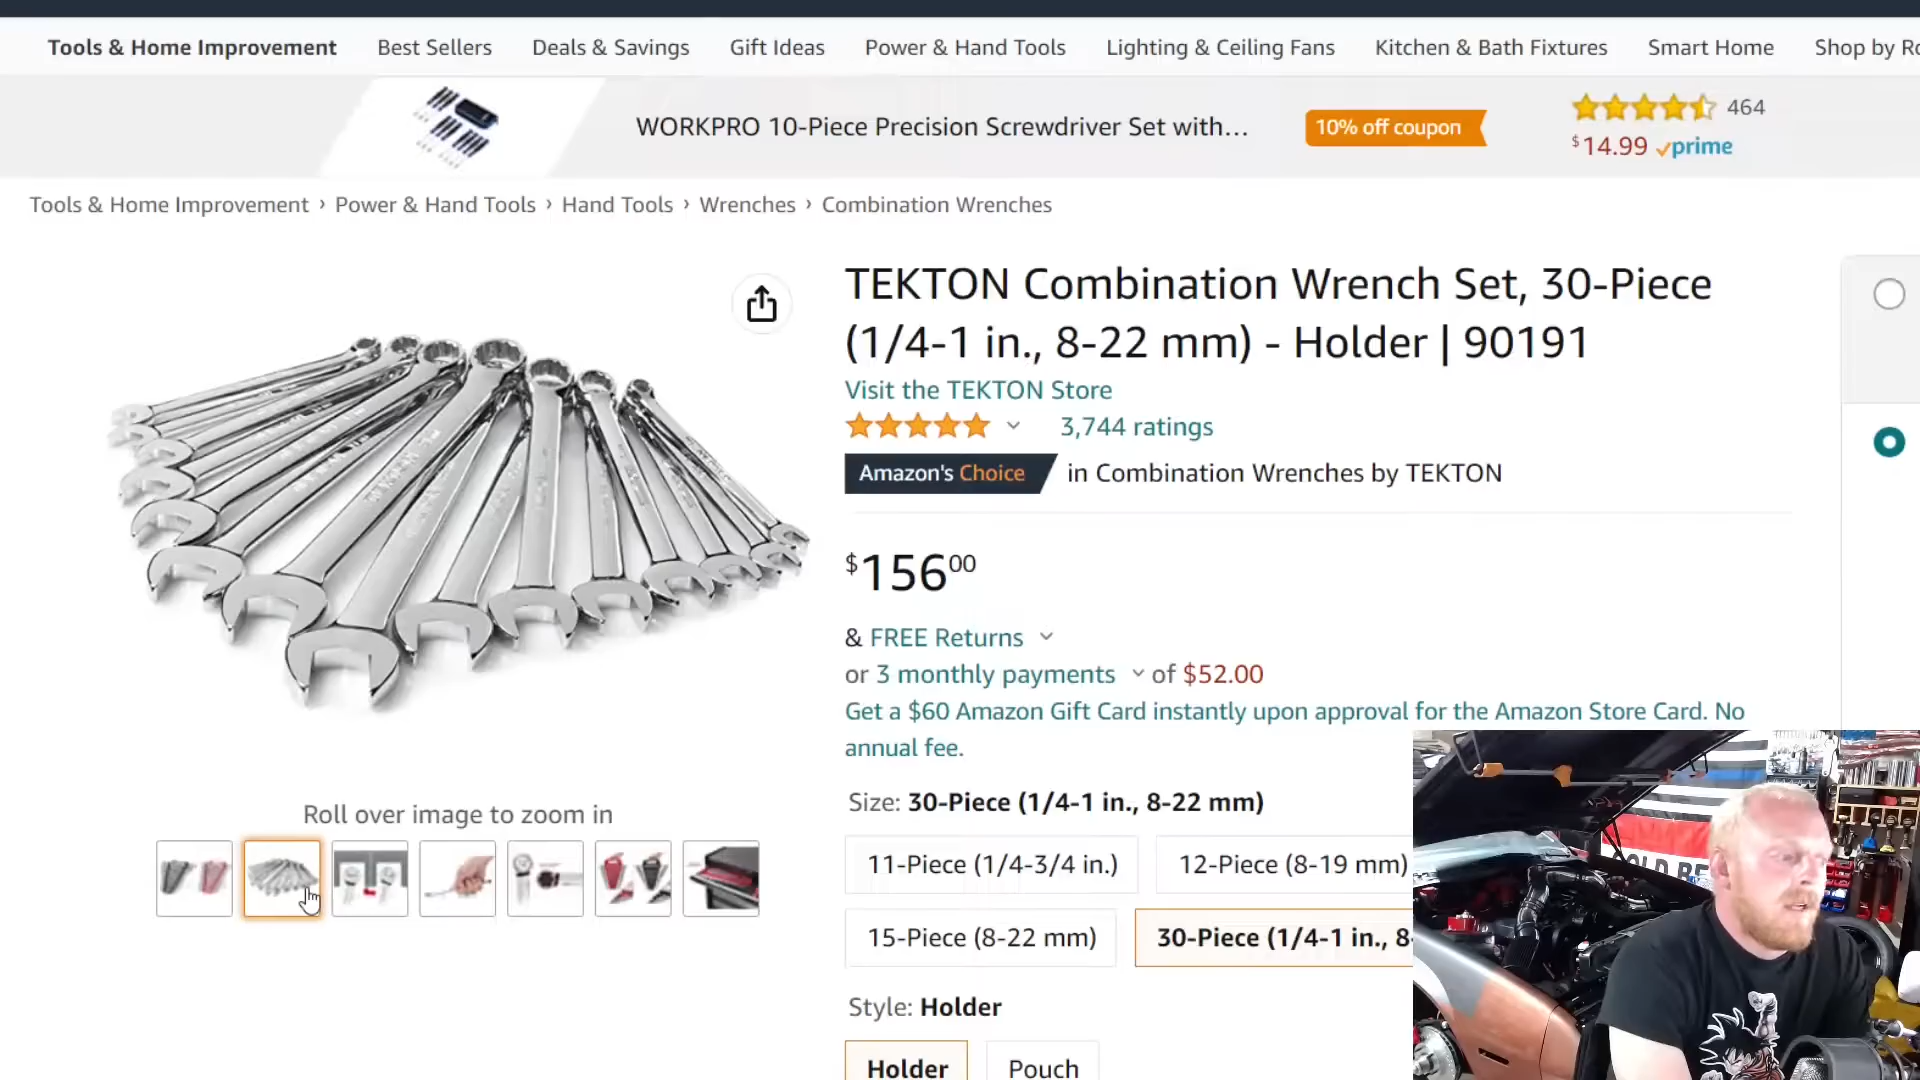 Tools & Home Improvement
Best Sellers
Deals & Savings
Gift Ideas
Power & Hand Tools
Lighting & Ceiling Fans
Kitchen & Bath Fixtures
Smart Home
Shop by Ro
WORKPRO 10-Piece Precision Screwdriver Set with...
10% off coupon
464
$14.99 prime
Tools & Home Improvement › Power & Hand Tools › Hand Tools › Wrenches › Combination Wrenches
TEKTON Combination Wrench Set, 30-Piece
(1/4-1 in., 8-22 mm) - Holder | 90191
Visit the TEKTON Store
3,744 ratings
Amazon's Choice in Combination Wrenches by TEKTON
$15600
& FREE Returns
or 3 monthly payments of $52.00
Get a $60 Amazon Gift Card instantly upon approval for the Amazon Store Card. No
annual fee.
Roll over image to zoom in
Size: 30-Piece (1/4-1 in., 8-22 mm)
11-Piece (1/4-3/4 in.)
12-Piece (8-19 mm)
15-Piece (8-22 mm)
30-Piece (1/4-1 in., 8-
Style: Holder
Holder
Pouch